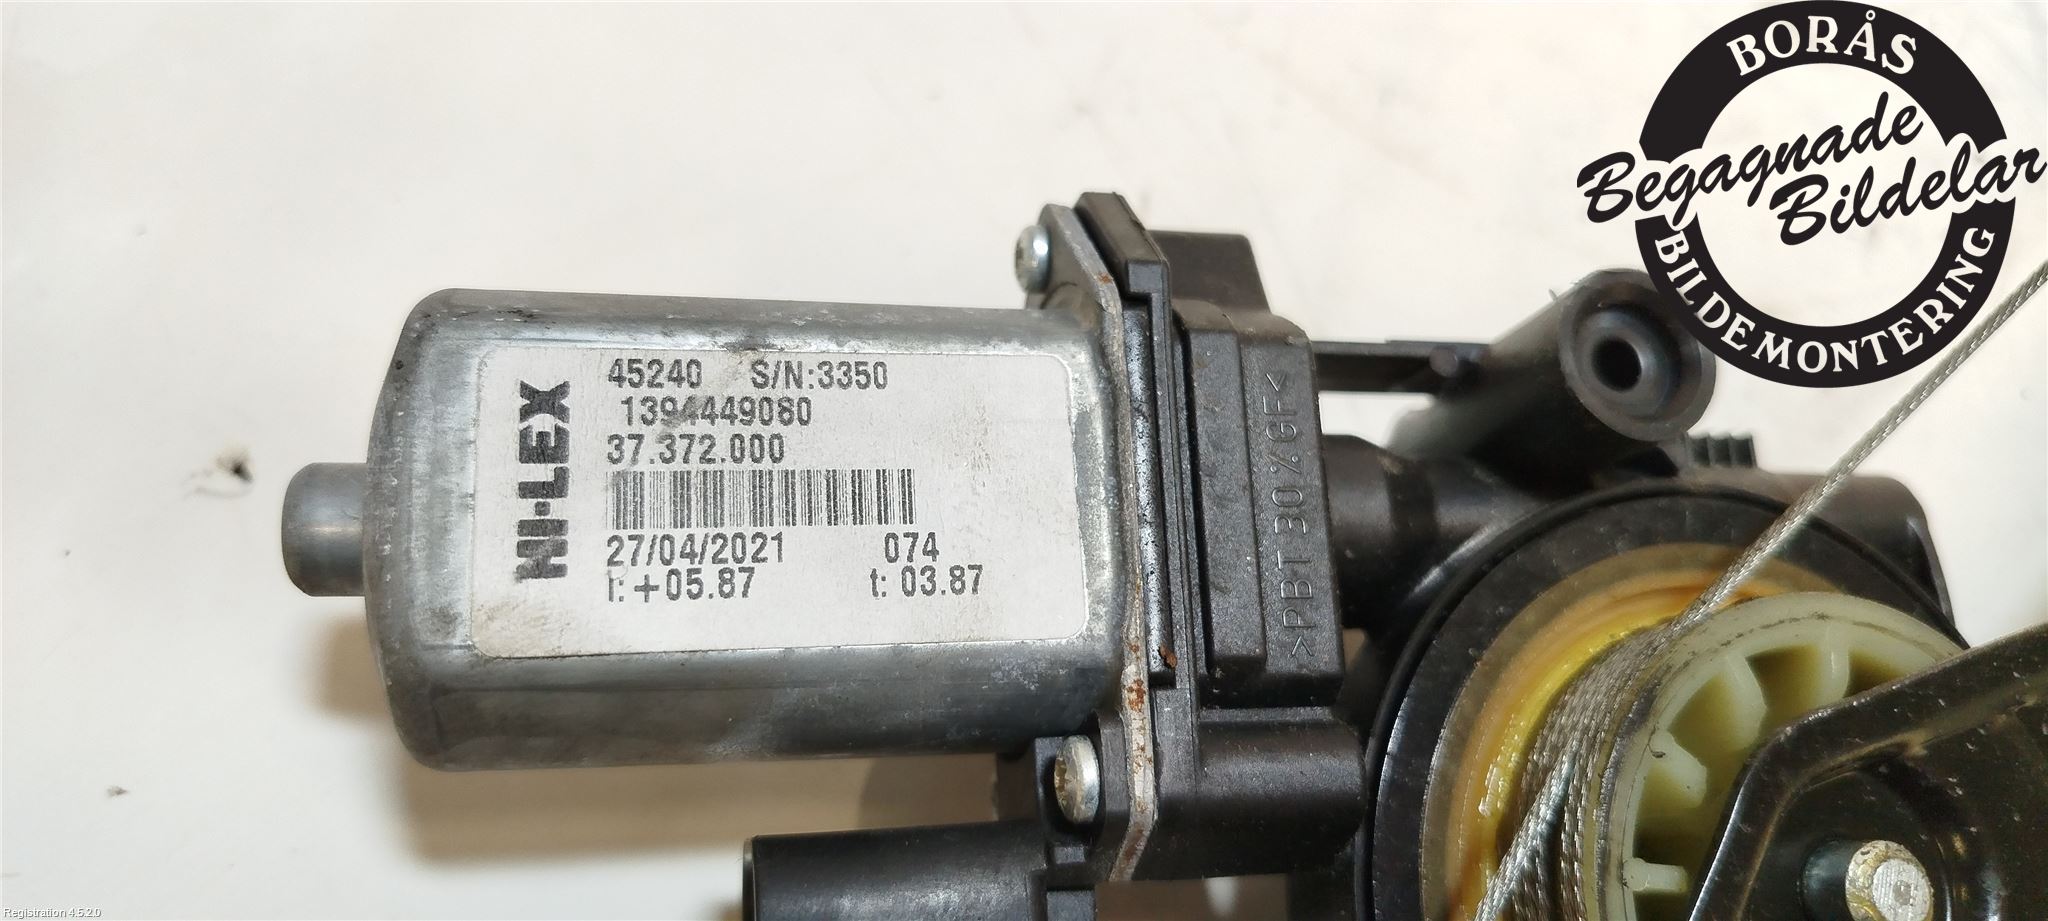 BORÅS
Begagnade
Bildelar
BILDEMONTERING
HI-LEX
45240 S/N:3350
1394449080
37.372.000
27/04/2021 074
I: +05.87 t: 03.87
>PBT 30%GF<
Registration 4.5.2.0